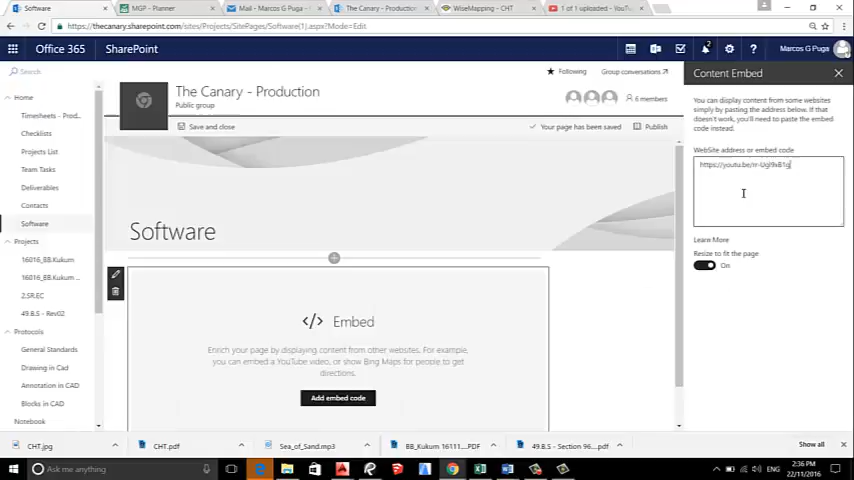 Software
MGP - Planner
Mail - Marcos G Puga -
The Canary - Production
WiseMapping - CHT
1 of 1 uploaded - YouTu
https://thecanary.sharepoint.com/sites/Projects/SitePages/Software(1).aspx?Mode=Edit
Office 365
SharePoint
Marcos G Puga
Search
Home
Timesheets - Prod...
Checklists
Projects List
Team Tasks
Deliverables
Contacts
Software
Projects
16016_BB.Kukum
16016_BB.Kukum ...
2.SR.EC
49.B.S - Rev02
Protocols
General Standards
Drawing in Cad
Annotation in CAD
Blocks in CAD
Notebook
The Canary - Production
Public group
Following
Group conversations
6 members
Save and close
Your page has been saved
Publish
Software
</> Embed
Enrich your page by displaying content from other websites. For example,
you can embed a YouTube video, or show Bing Maps for people to get
directions.
Add embed code
Content Embed
You can display content from some websites
simply by pasting the address below. If that
doesn't work, you'll need to paste the embed
code instead.
WebSite address or embed code
Learn More
Resize to fit the page
On
CHT.jpg
CHT.pdf
Sea_of_Sand.mp3
BB_Kukum 16111....PDF
49.B.S - Section 96....pdf
Show all
Ask me anything
ENG
2:36 PM
22/11/2016